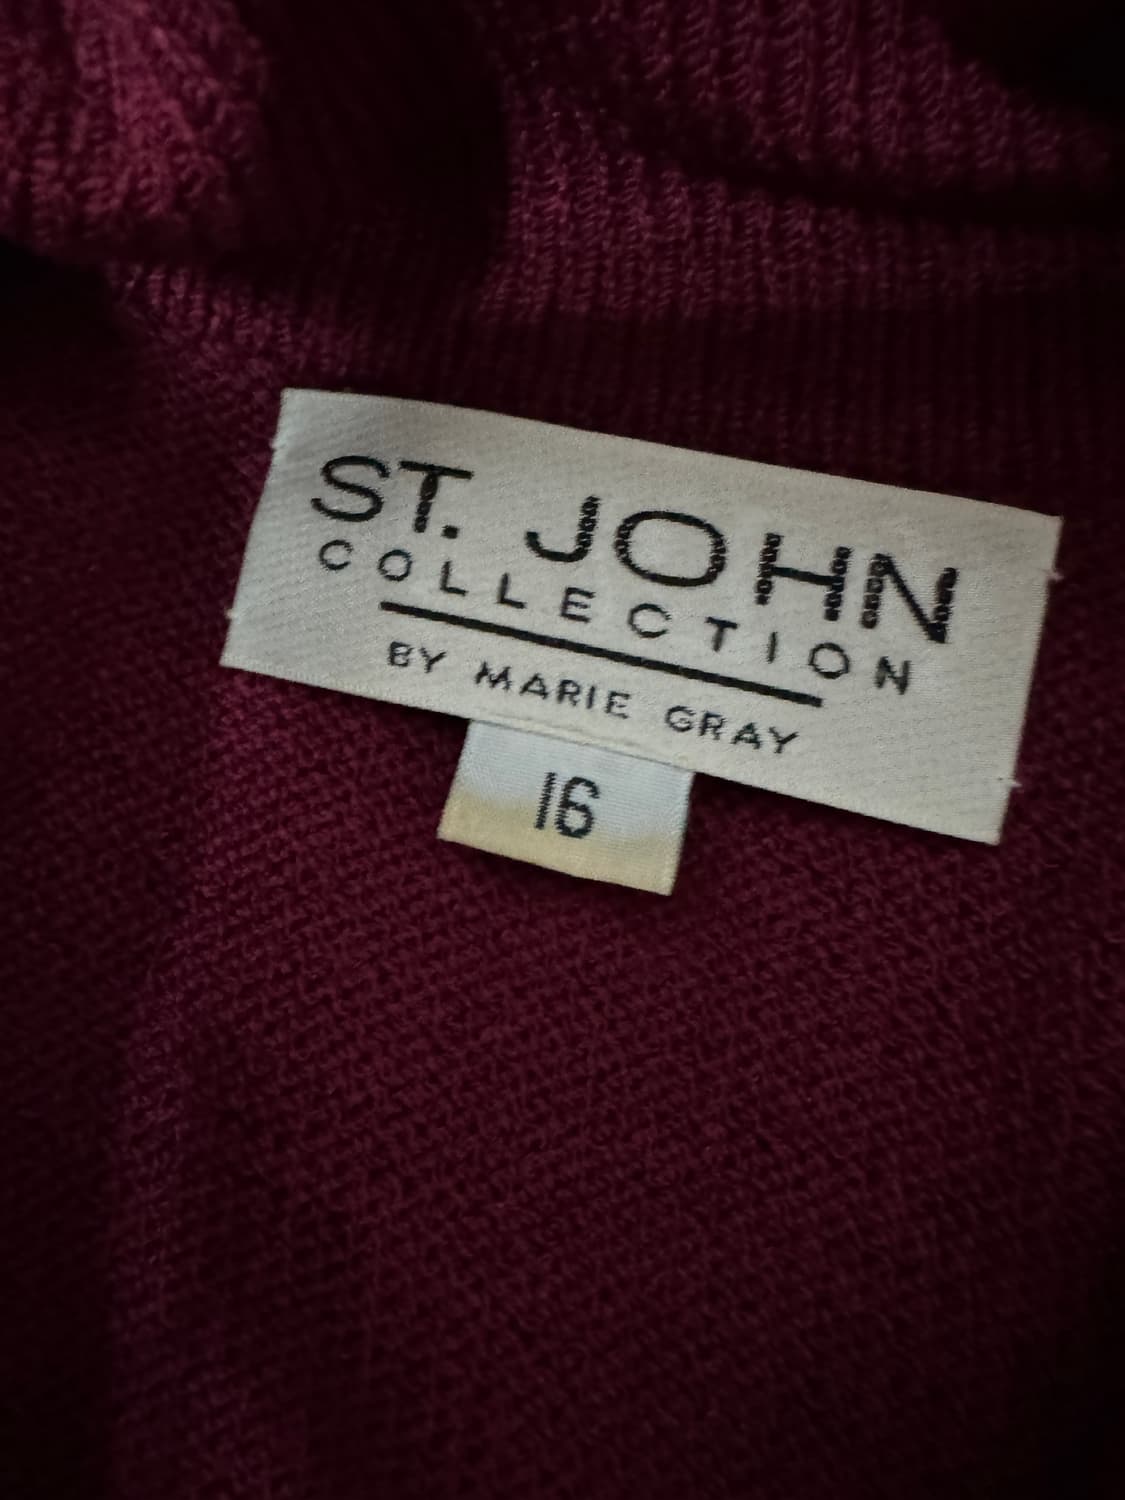 ST. JOHN
COLLECTION
BY MARIE GRAY
16